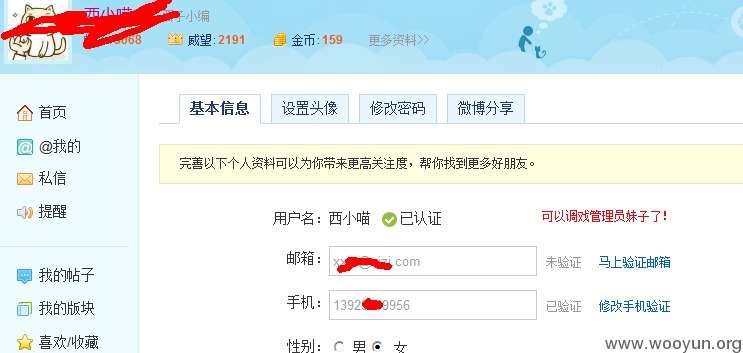 西小喵 子小编
5068 威望:2191 金币:159 更多资料>>
首页
@我的
私信
提醒
我的帖子
我的版块
喜欢/收藏
基本信息 设置头像 修改密码 微博分享
完善以下个人资料可以为你带来更高关注度，帮你找到更多好朋友。
用户名：西小喵 已认证 可以调戏管理员妹子了！
邮箱： .com 未验证 马上验证邮箱
手机： 1392 9956 已验证 修改手机验证
性别： 男 女
www.wooyun.org